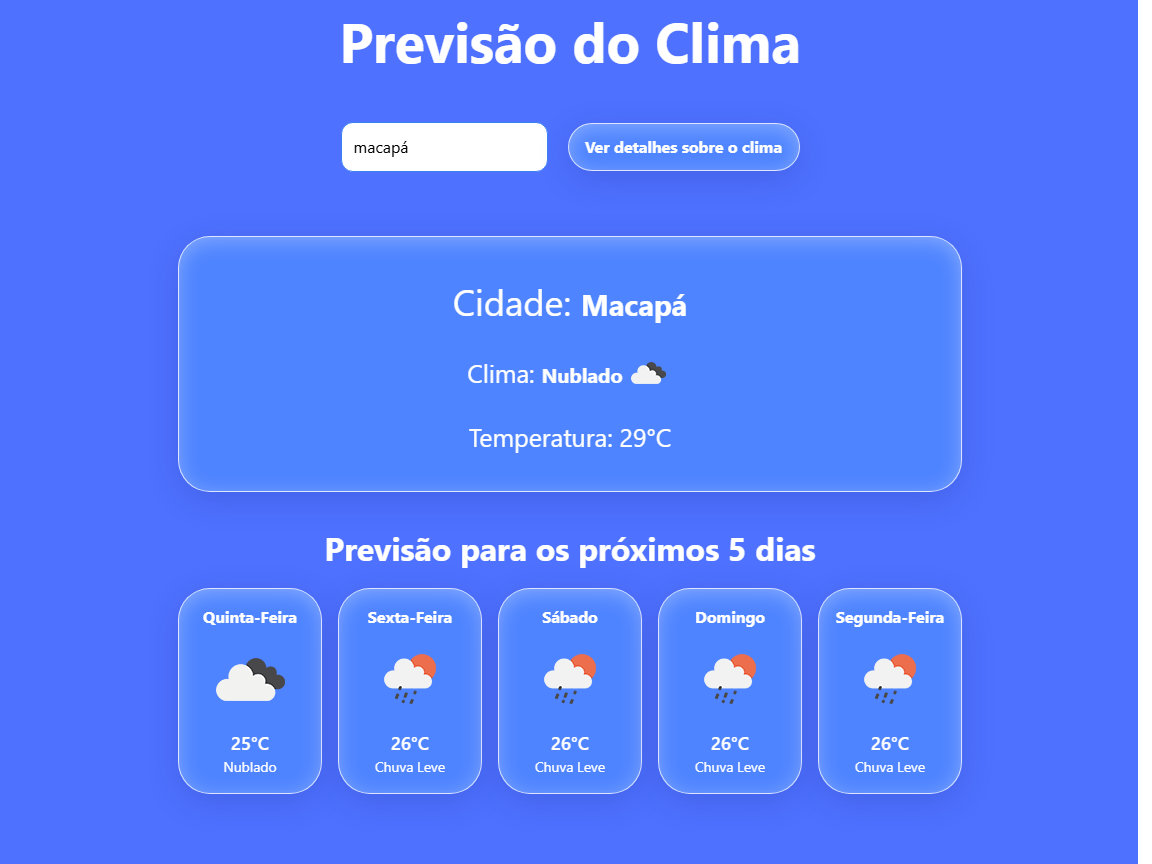 Previsão do Clima
macapá
Ver detalhes sobre o clima
Cidade: Macapá
Clima: Nublado
Temperatura: 29°C
Previsão para os próximos 5 dias
Quinta-Feira
25°C
Nublado
Sexta-Feira
26°C
Chuva Leve
Sábado
26°C
Chuva Leve
Domingo
26°C
Chuva Leve
Segunda-Feira
26°C
Chuva Leve